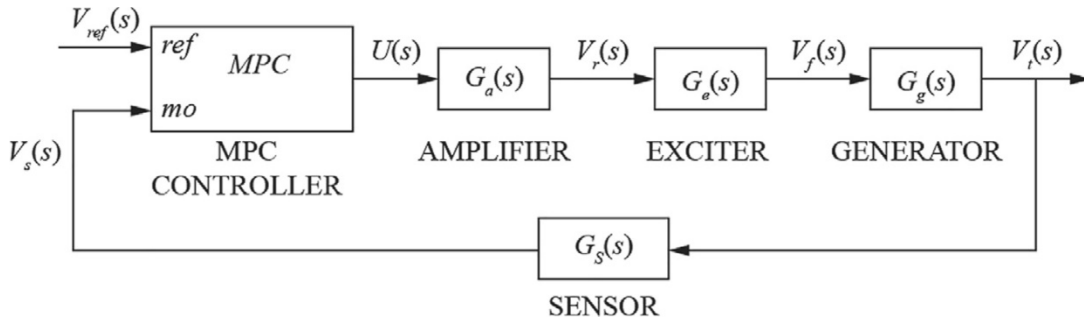 V_ref(s)
ref
MPC
mo
U(s)
G_a(s)
V_r(s)
G_e(s)
V_f(s)
G_g(s)
V_t(s)
V_s(s)
MPC
CONTROLLER
AMPLIFIER
EXCITER
GENERATOR
G_S(s)
SENSOR